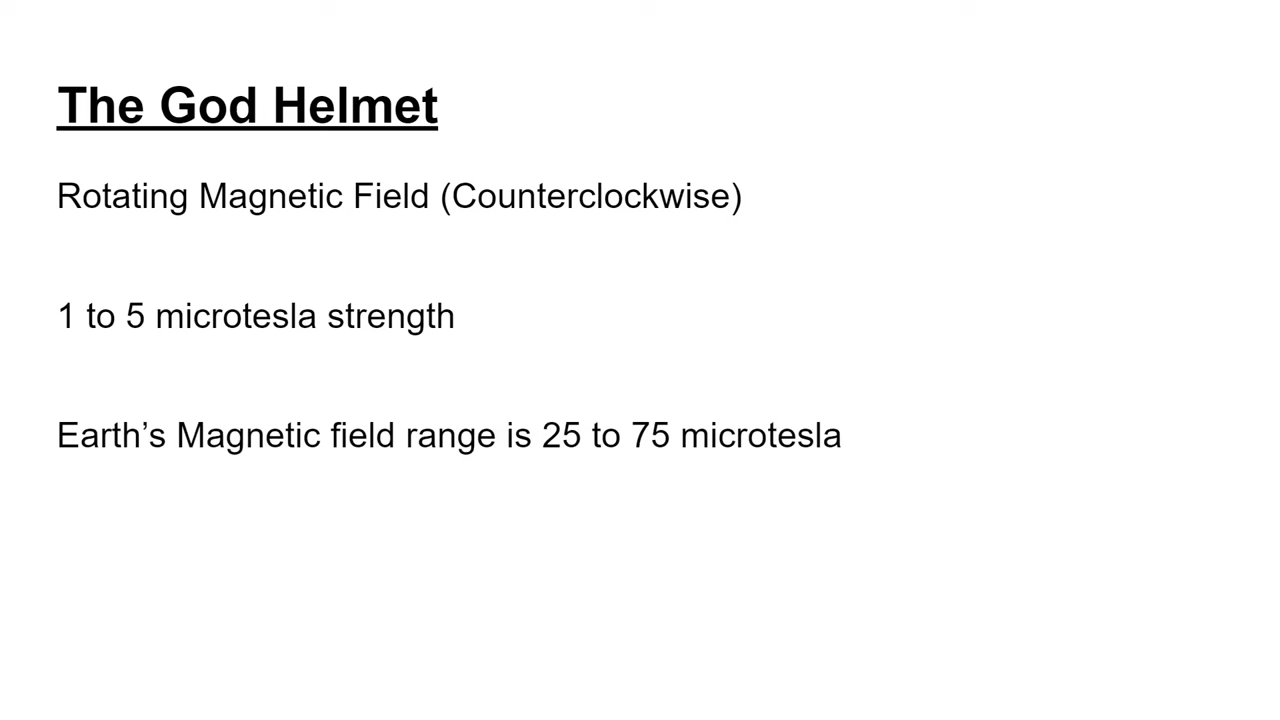 The God Helmet
Rotating Magnetic Field (Counterclockwise)
1 to 5 microtesla strength
Earth’s Magnetic field range is 25 to 75 microtesla